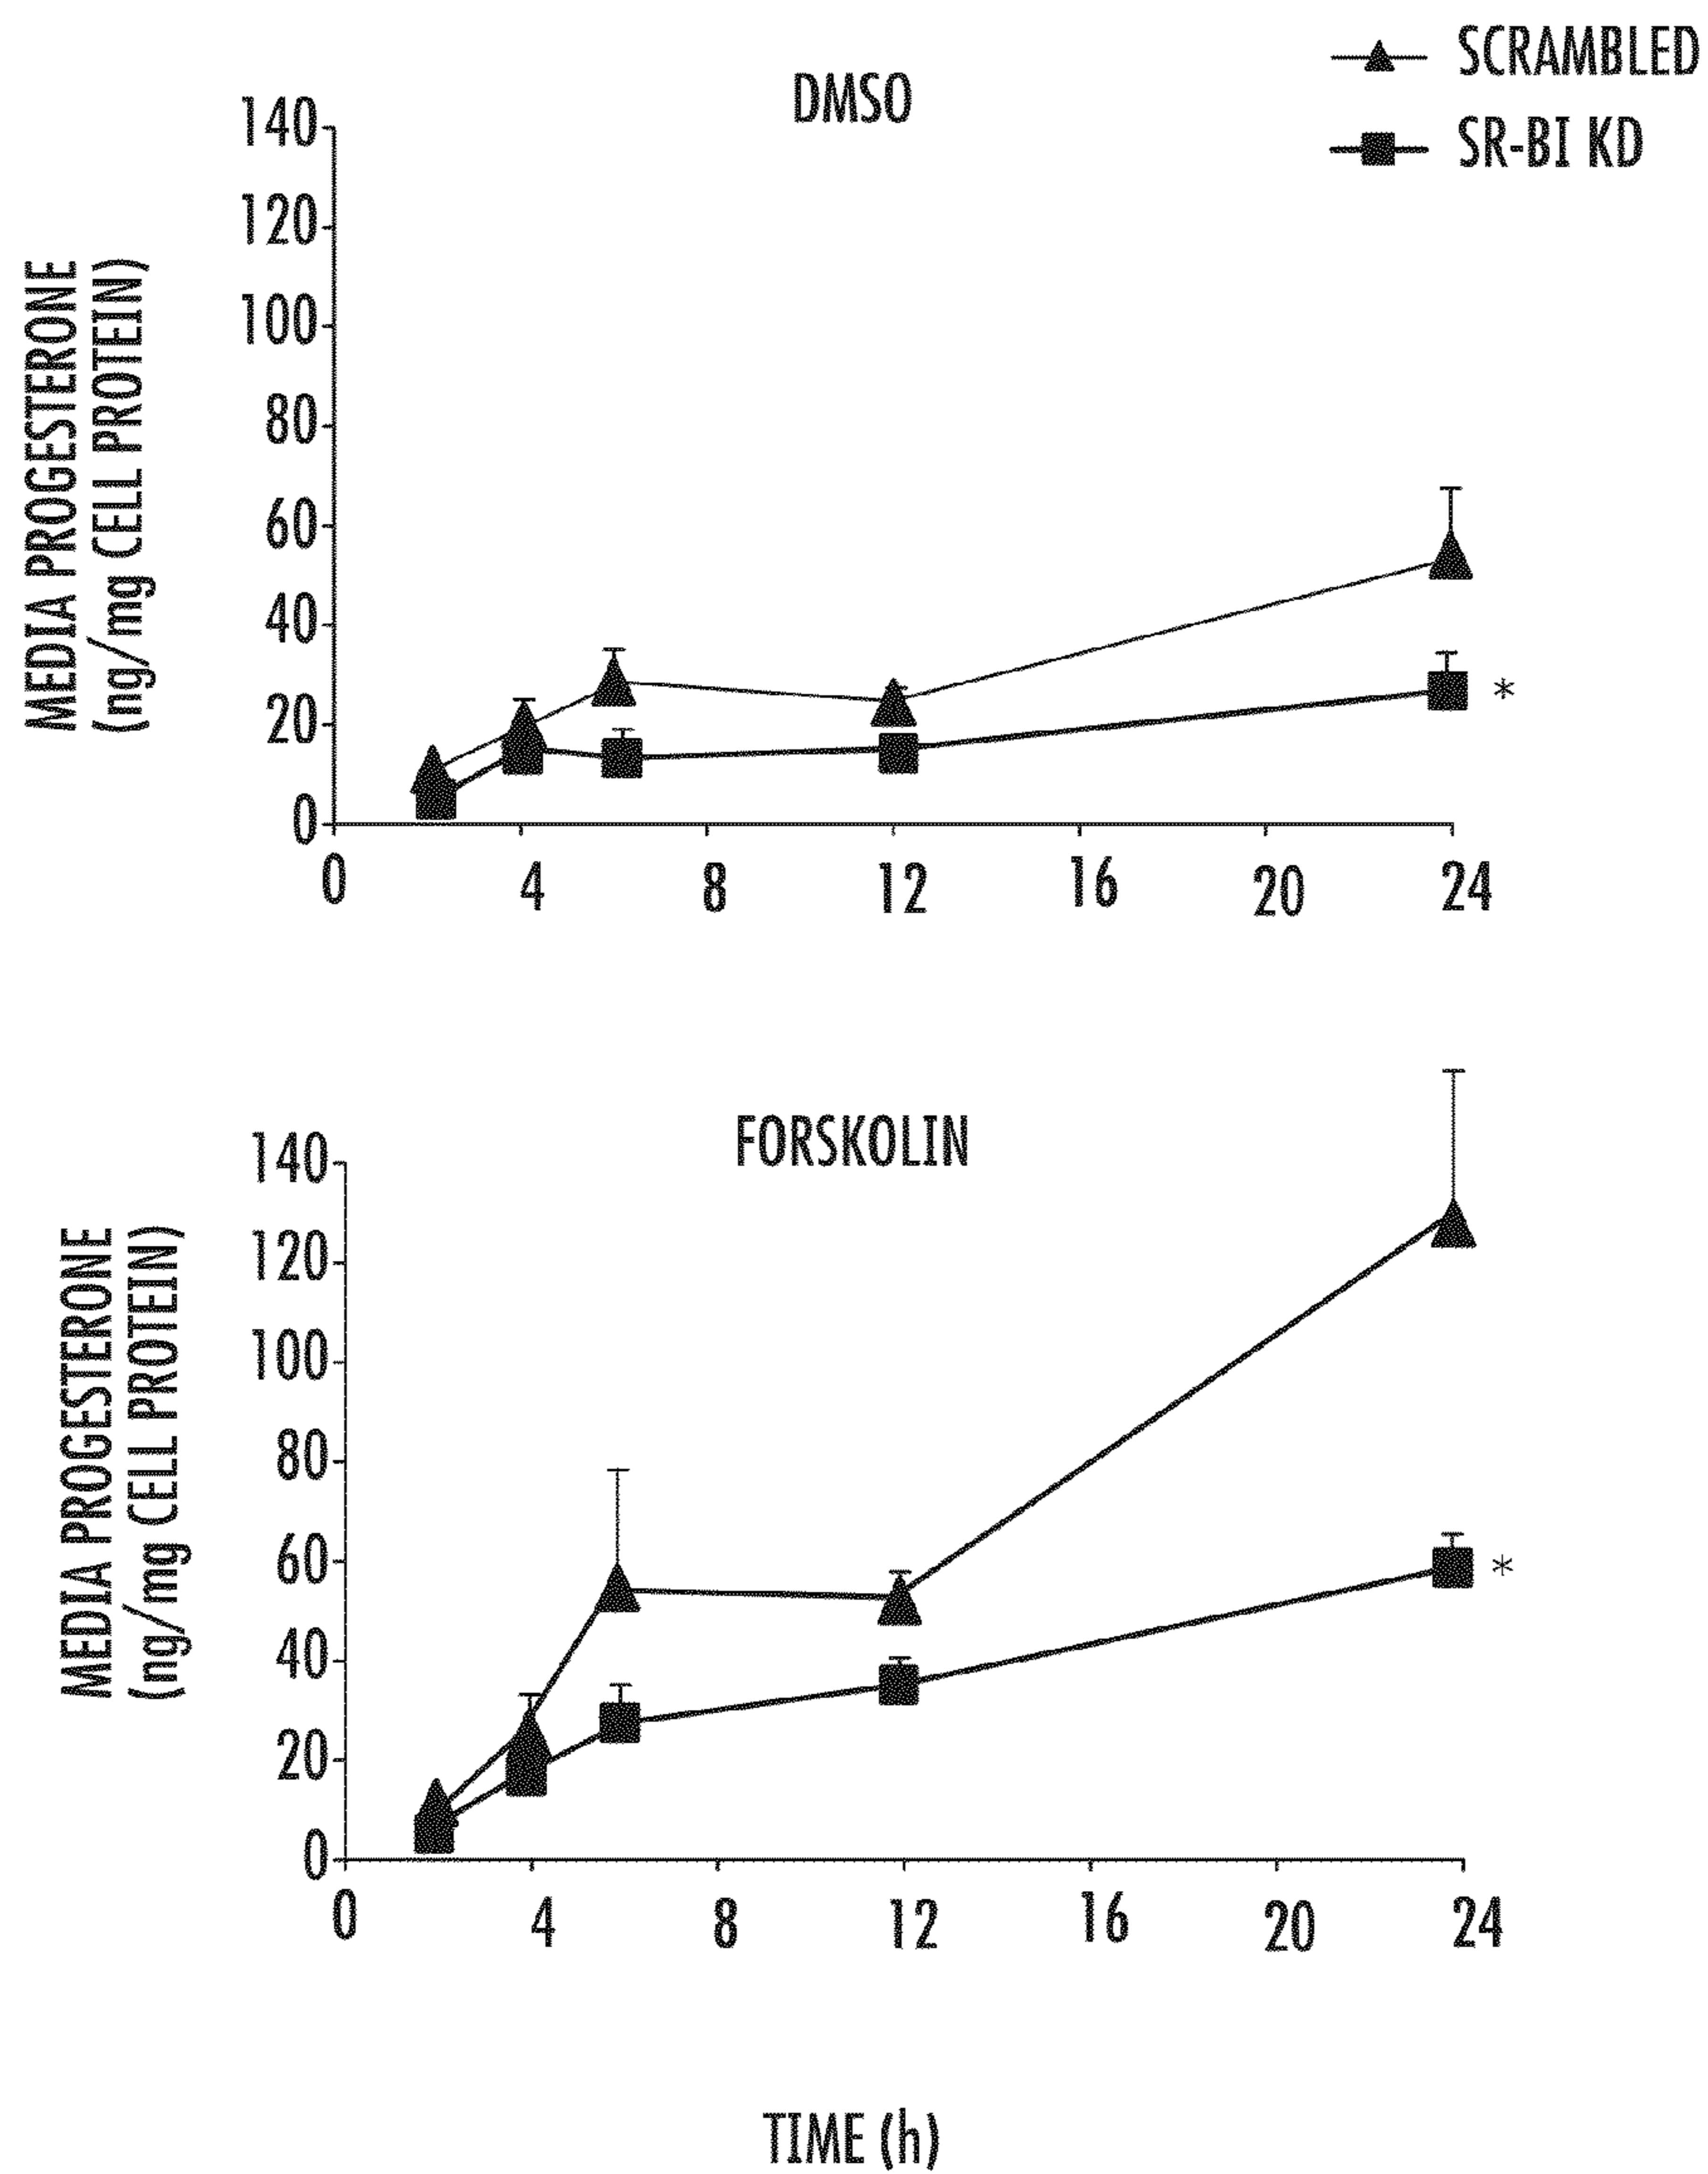 SCRAMBLED
SR-BI KD
DMSO
MEDIA PROGESTERONE
(ng/mg CELL PROTEIN)
140
120
100
80
60
40
20
0
0 4 8 12 16 20 24
*
FORSKOLIN
MEDIA PROGESTERONE
(ng/mg CELL PROTEIN)
140
120
100
80
60
40
20
0
0 4 8 12 16 20 24
*
TIME (h)